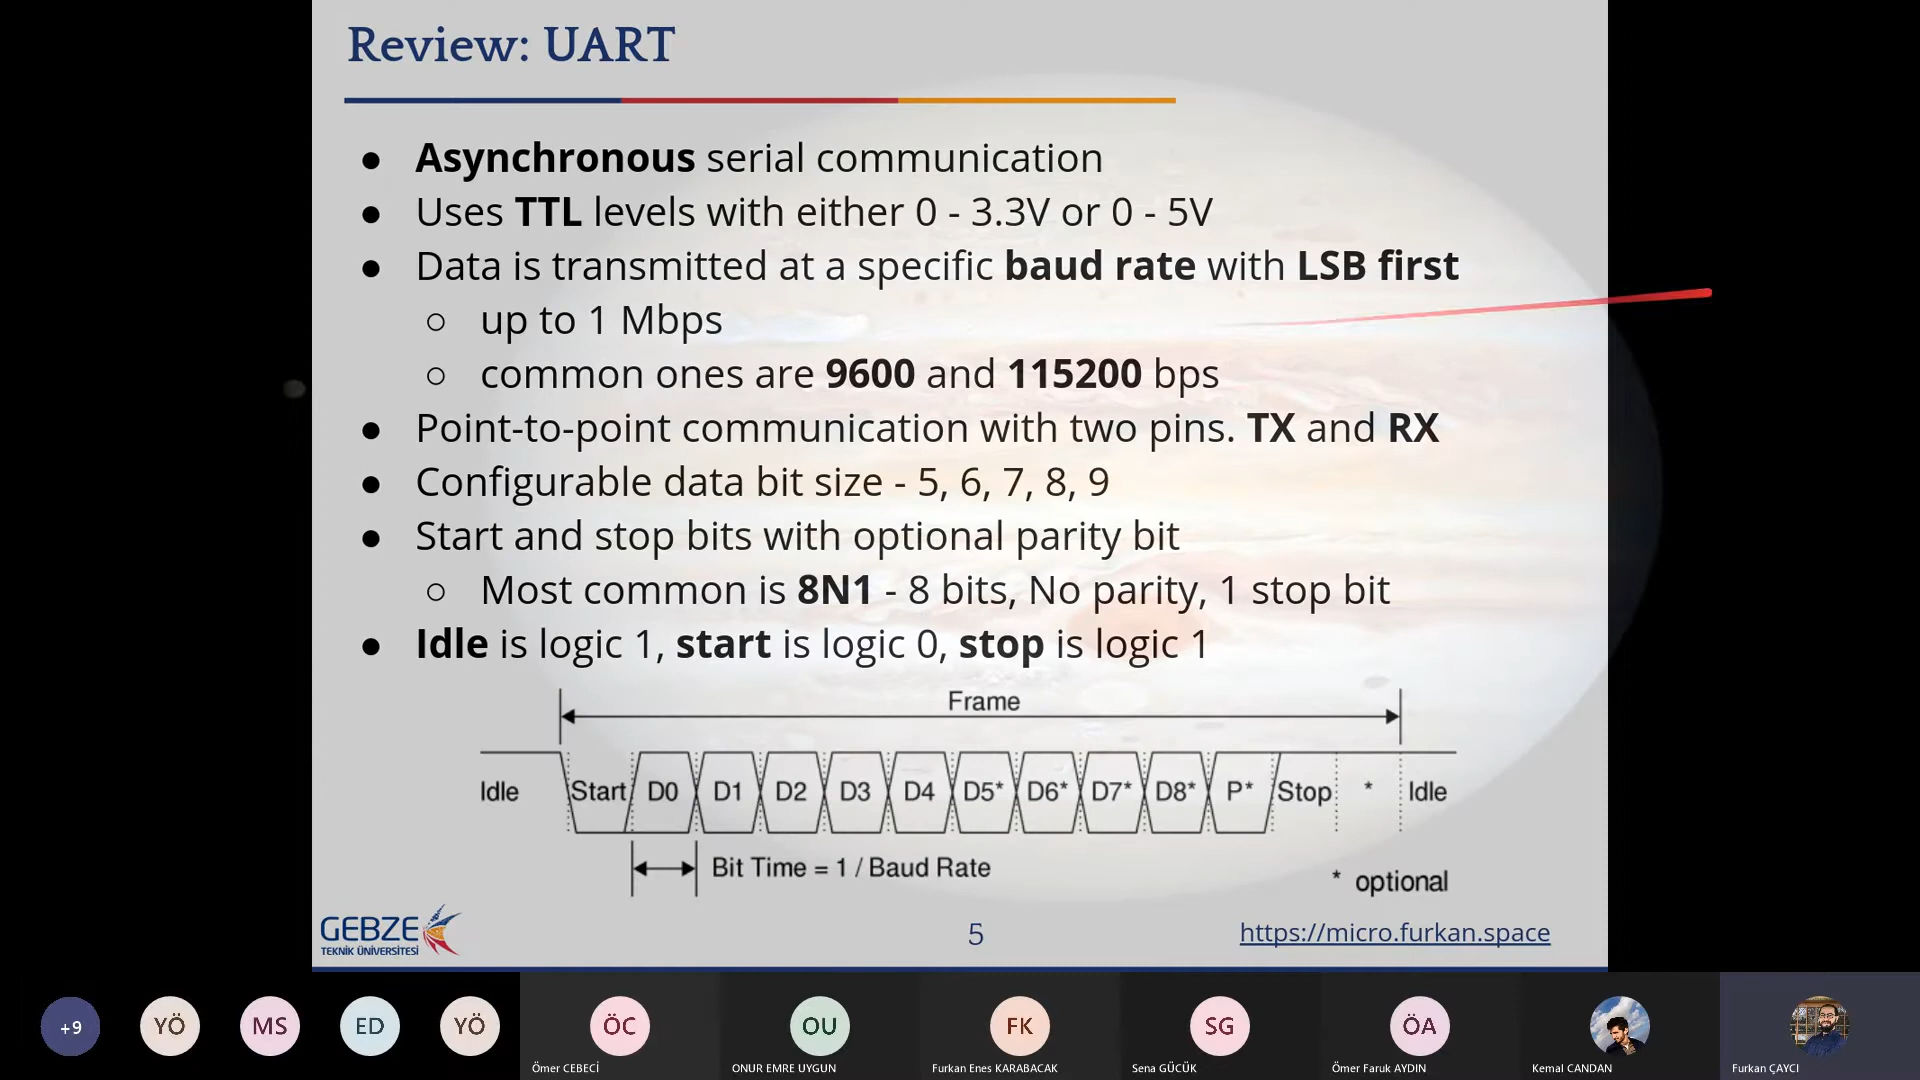 Review: UART
● Asynchronous serial communication
● Uses TTL levels with either 0 - 3.3V or 0 - 5V
● Data is transmitted at a specific baud rate with LSB first
○ up to 1 Mbps
○ common ones are 9600 and 115200 bps
● Point-to-point communication with two pins. TX and RX
● Configurable data bit size - 5, 6, 7, 8, 9
● Start and stop bits with optional parity bit
○ Most common is 8N1 - 8 bits, No parity, 1 stop bit
● Idle is logic 1, start is logic 0, stop is logic 1
Frame
Idle Start D0 D1 D2 D3 D4 D5* D6* D7* D8* P* Stop * Idle
Bit Time = 1 / Baud Rate
* optional
GEBZE
TEKNİK ÜNİVERSİTESİ
5
https://micro.furkan.space
+9 YÖ MS ED YÖ ÖC OU FK SG ÖA
Ömer CEBECİ ONUR EMRE UYGUN Furkan Enes KARABACAK Sena GÜCÜK Ömer Faruk AYDIN Kemal CANDAN Furkan ÇAYCI